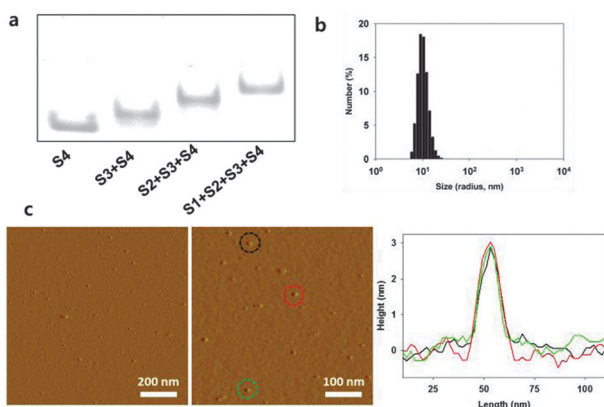 a
S4
S3+S4
S2+S3+S4
S1+S2+S3+S4
b
Number (%)
20
15
10
5
0
10⁰ 10¹ 10² 10³ 10⁴
Size (radius, nm)
c
200 nm
100 nm
Height (nm)
3
2
1
0
25 50 75 100
Length (nm)